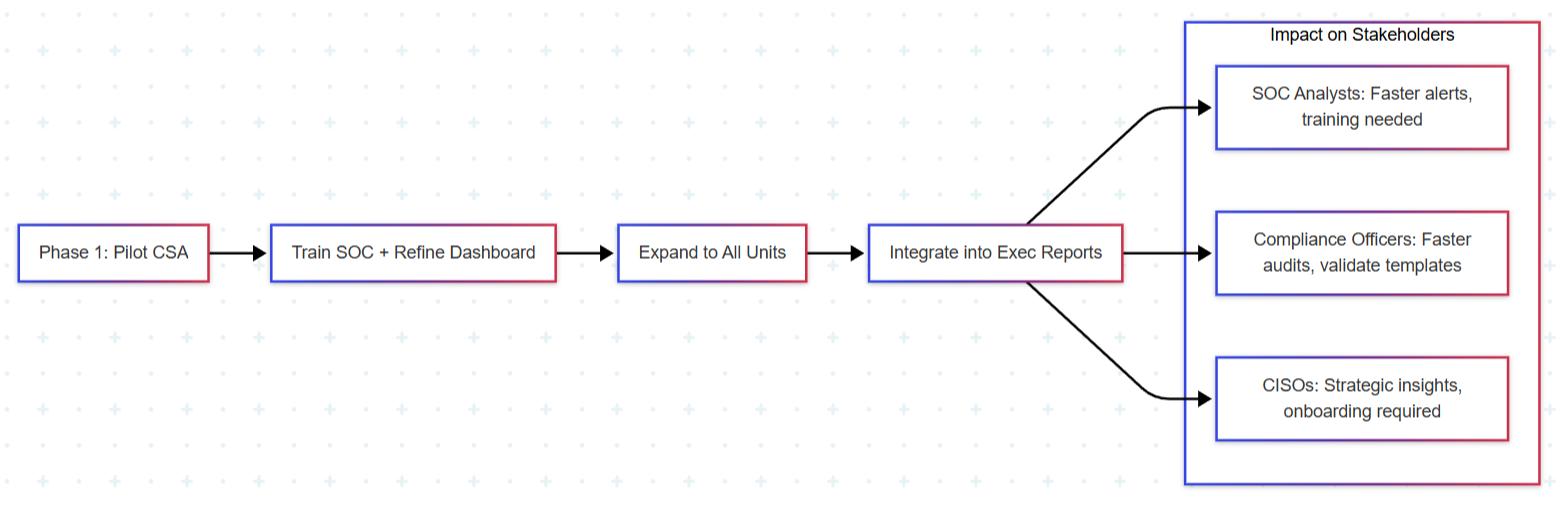 Impact on Stakeholders
SOC Analysts: Faster alerts,
training needed
Phase 1: Pilot CSA
Train SOC + Refine Dashboard
Expand to All Units
Integrate into Exec Reports
Compliance Officers: Faster
audits, validate templates
CISOs: Strategic insights,
onboarding required